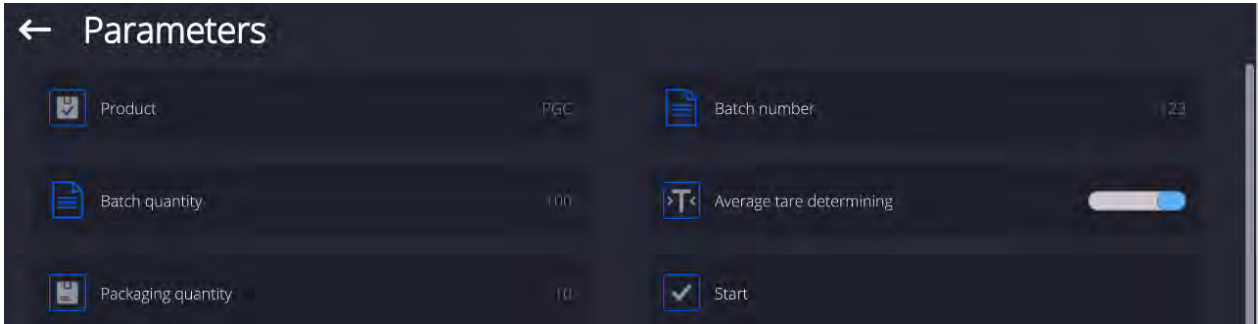 ← Parameters
Product PGC Batch number 123
Batch quantity 100 >T< Average tare determining
Packaging quantity 10 Start